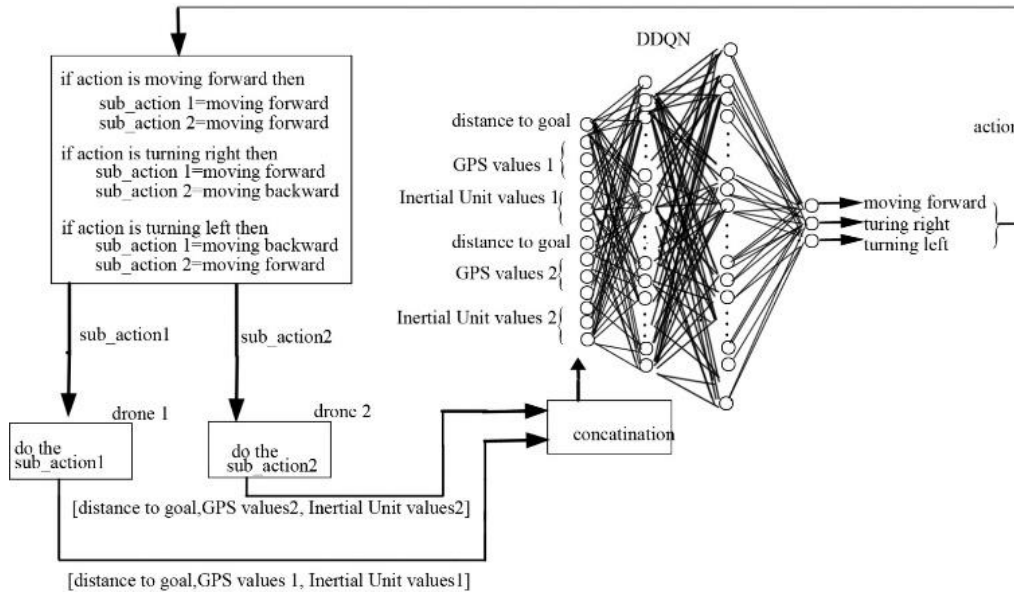 DDQN
if action is moving forward then
sub_action 1=moving forward
sub_action 2=moving forward
if action is turning right then
sub_action 1=moving forward
sub_action 2=moving backward
if action is turning left then
sub_action 1=moving backward
sub_action 2=moving forward
distance to goal
GPS values 1
Inertial Unit values 1
distance to goal
GPS values 2
Inertial Unit values 2
action
moving forward
turing right
turning left
sub_action1
sub_action2
drone 1
drone 2
do the
sub_action1
do the
sub_action2
concatination
[distance to goal,GPS values2, Inertial Unit values2]
[distance to goal,GPS values 1, Inertial Unit values1]